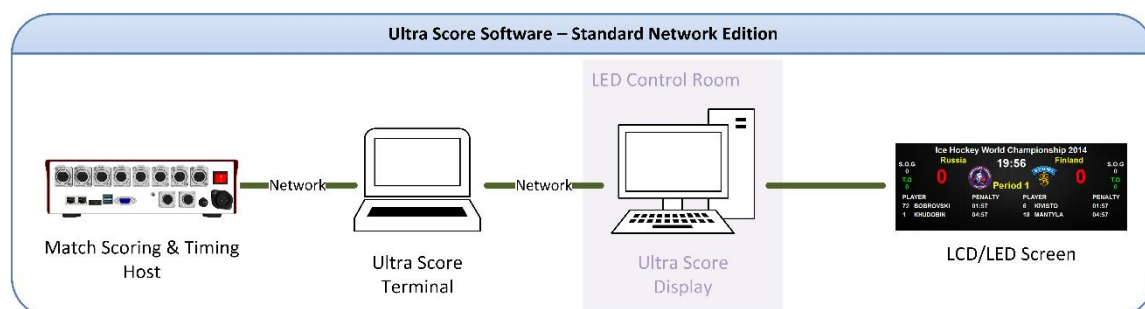 Ultra Score Software – Standard Network Edition
LED Control Room
Network
Network
Match Scoring & Timing
Host
Ultra Score
Terminal
Ultra Score
Display
LCD/LED Screen
Ice Hockey World Championship 2014
Russia 19:56 Finland
S.O.G S.O.G
0 0
0 0
T.O T.O
0 0
Period 1
PLAYER PENALTY PLAYER PENALTY
72 BOBROVSKI 01:57 6 KIVISTO 01:57
1 KHUDOBIN 04:57 18 MANTYLA 04:57